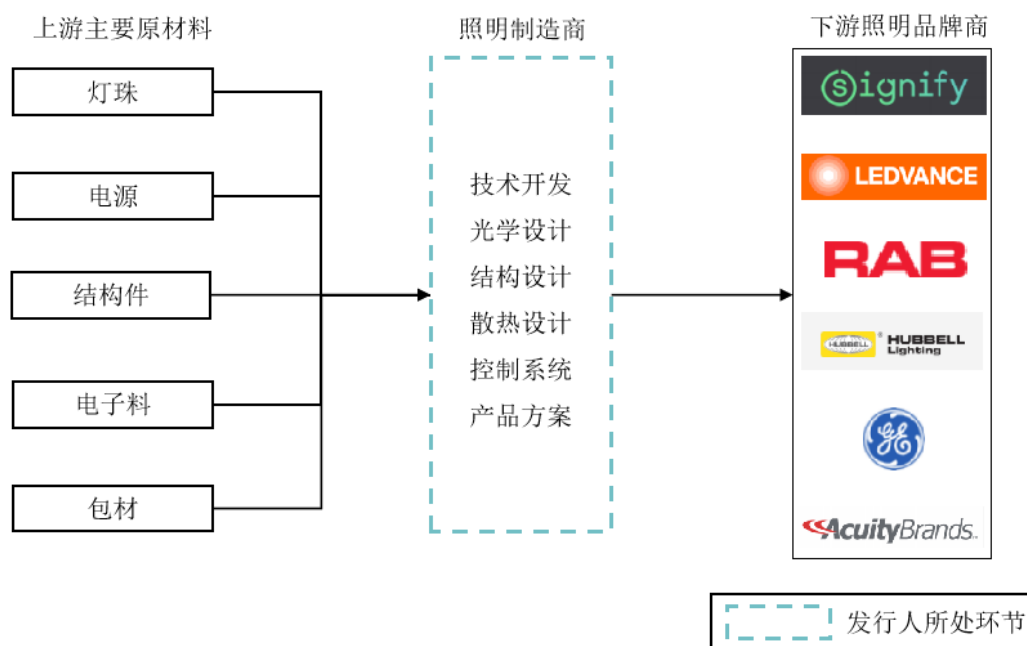 上游主要原材料
照明制造商
下游照明品牌商
灯珠
电源
结构件
电子料
包材
技术开发
光学设计
结构设计
散热设计
控制系统
产品方案
Signify
LEDVANCE
RAB
HUBBELL
HUBBELL
Lighting
GE
AcuityBrands
发行人所处环节